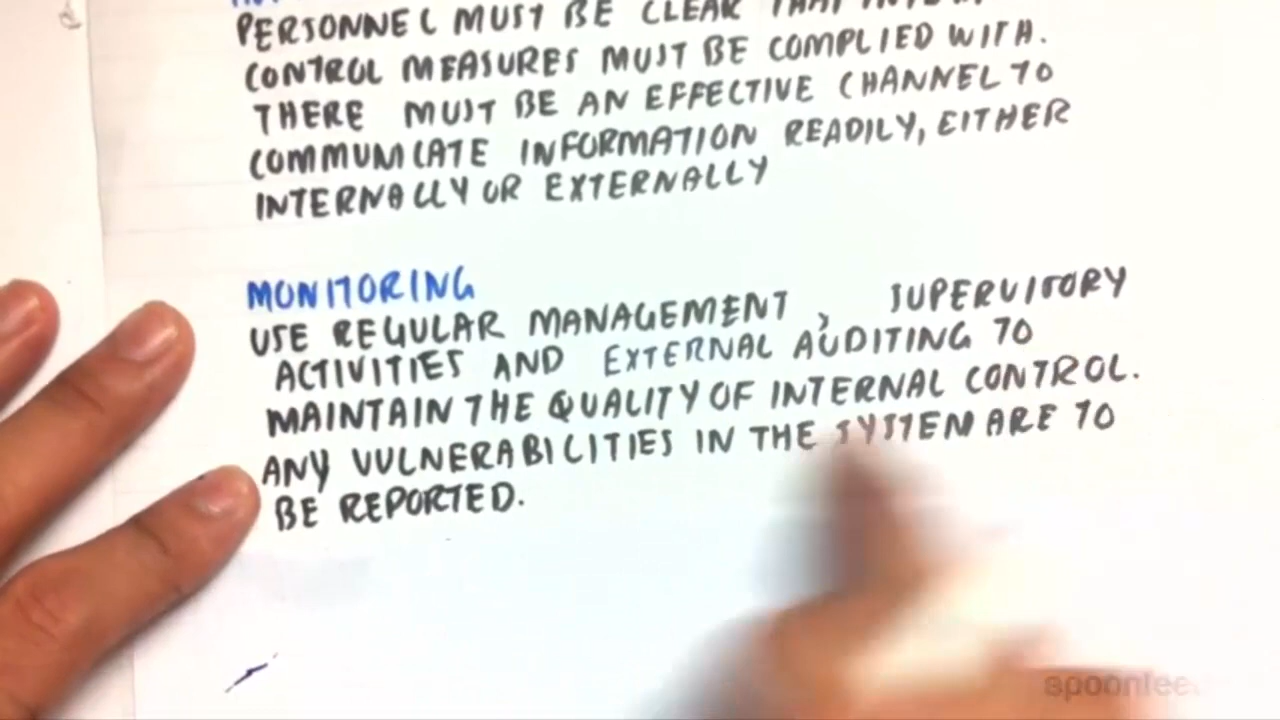 PERSONNEL MUST BE CLEAR THAT
CONTROL MEASURES MUST BE COMPLIED WITH.
THERE MUST BE AN EFFECTIVE CHANNEL TO
COMMUNICATE INFORMATION READILY, EITHER
INTERNALLY OR EXTERNALLY
MONITORING
USE REGULAR MANAGEMENT, SUPERVISORY
ACTIVITIES AND EXTERNAL AUDITING TO
MAINTAIN THE QUALITY OF INTERNAL CONTROL.
ANY VULNERABILITIES IN THE SYSTEM ARE TO
BE REPORTED.